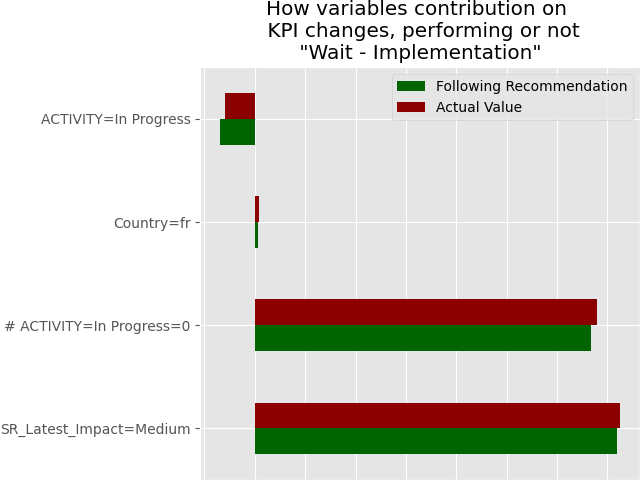 How variables contribution on
KPI changes, performing or not
"Wait - Implementation"
Following Recommendation
Actual Value
ACTIVITY=In Progress
Country=fr
# ACTIVITY=In Progress=0
SR_Latest_Impact=Medium